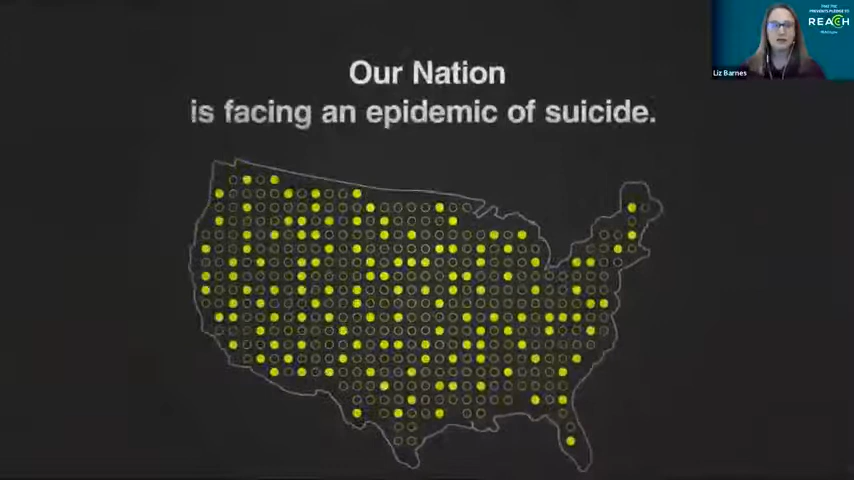 Our Nation
is facing an epidemic of suicide.
Liz Barnes
REACH